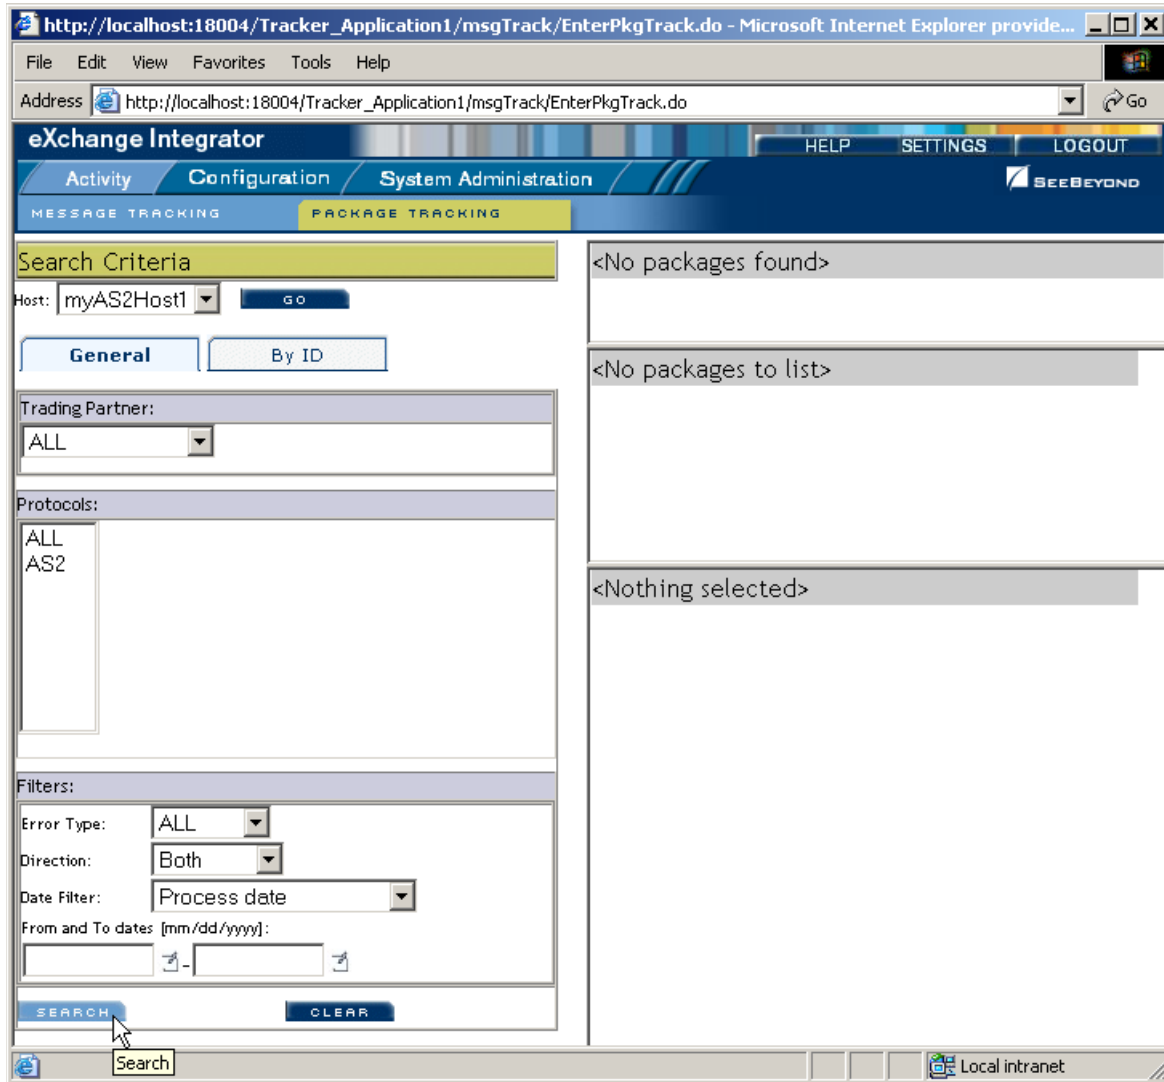 http://localhost:18004/Tracker_Application1/msgTrack/EnterPkgTrack.do - Microsoft Internet Explorer provide...
File Edit View Favorites Tools Help
Address http://localhost:18004/Tracker_Application1/msgTrack/EnterPkgTrack.do Go
eXchange Integrator
HELP SETTINGS LOGOUT
Activity Configuration System Administration
SEEBEYOND
MESSAGE TRACKING PACKAGE TRACKING
Search Criteria
Host: myAS2Host1 GO
General By ID
Trading Partner:
ALL
Protocols:
ALL
AS2
Filters:
Error Type: ALL
Direction: Both
Date Filter: Process date
From and To dates [mm/dd/yyyy]:
-
SEARCH CLEAR
Search
<No packages found>
<No packages to list>
<Nothing selected>
Local intranet